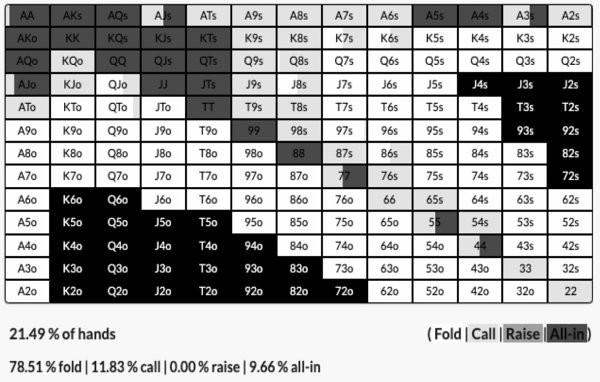 AA AKs AQs AJs ATs A9s A8s A7s A6s A5s A4s A3s A2s
AKo KK KQs KJs KTs K9s K8s K7s K6s K5s K4s K3s K2s
AQo KQo QQ QJs QTs Q9s Q8s Q7s Q6s Q5s Q4s Q3s Q2s
AJo KJo QJo JJ JTs J9s J8s J7s J6s J5s J4s J3s J2s
ATo KTo QTo JTo TT T9s T8s T7s T6s T5s T4s T3s T2s
A9o K9o Q9o J9o T9o 99 98s 97s 96s 95s 94s 93s 92s
A8o K8o Q8o J8o T8o 98o 88 87s 86s 85s 84s 83s 82s
A7o K7o Q7o J7o T7o 97o 87o 77 76s 75s 74s 73s 72s
A6o K6o Q6o J6o T6o 96o 86o 76o 66 65s 64s 63s 62s
A5o K5o Q5o J5o T5o 95o 85o 75o 65o 55 54s 53s 52s
A4o K4o Q4o J4o T4o 94o 84o 74o 64o 54o 44 43s 42s
A3o K3o Q3o J3o T3o 93o 83o 73o 63o 53o 43o 33 32s
A2o K2o Q2o J2o T2o 92o 82o 72o 62o 52o 42o 32o 22
21.49 % of hands (Fold | Call | Raise | All-in)
78.51 % fold | 11.83 % call | 0.00 % raise | 9.66 % all-in